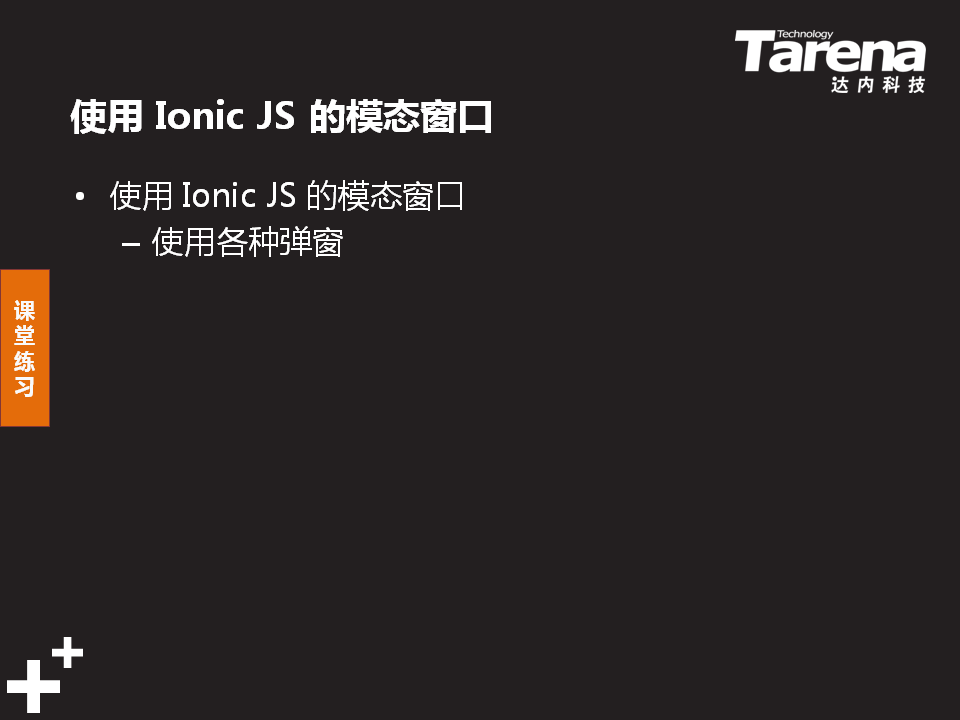 Technology
Tarena
达内科技
使用 Ionic JS 的模态窗口
• 使用 Ionic JS 的模态窗口
– 使用各种弹窗
课
堂
练
习